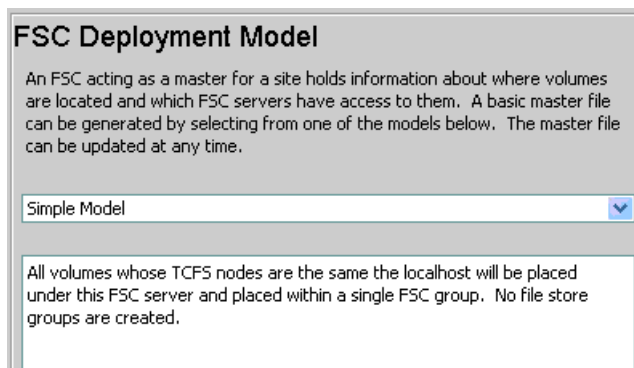 FSC Deployment Model
An FSC acting as a master for a site holds information about where volumes
are located and which FSC servers have access to them. A basic master file
can be generated by selecting from one of the models below. The master file
can be updated at any time.
Simple Model
All volumes whose TCFS nodes are the same the localhost will be placed
under this FSC server and placed within a single FSC group. No file store
groups are created.